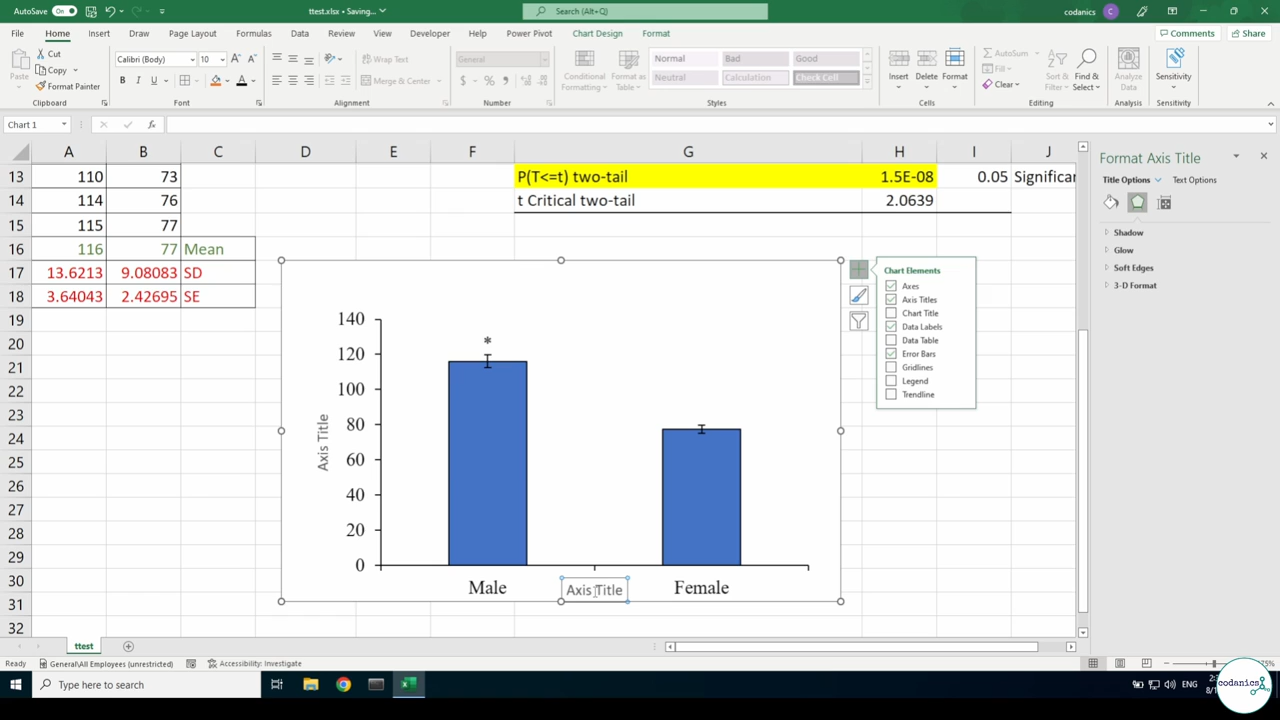 AutoSave On ttest.xlsx - Saving... Search (Alt+Q) codanics C
File Home Insert Draw Page Layout Formulas Data Review View Developer Help Power Pivot Chart Design Format Comments Share
Paste Cut Copy Format Painter
Calibri (Body) 10 A A B I U A
Wrap Text Merge & Center
General $ % 9
Conditional Formatting Format as Table
Normal Bad Good
Neutral Calculation Check Cell
Insert Delete Format
AutoSum Fill Clear Sort & Filter Find & Select
Analyze Data Sensitivity
Clipboard Font Alignment Number Styles Cells Editing Analysis Sensitivity
Chart 1 fx
A B C D E F G H I J
13 110 73 P(T<=t) two-tail 1.5E-08 0.05 Significan
14 114 76 t Critical two-tail 2.0639
15 115 77
16 116 77 Mean
17 13.6213 9.08083 SD
18 3.64043 2.42695 SE
19
20
21
22
23
24
25
26
27
28
29
30
31
32
140
120
100
80
60
40
20
0
*
Axis Title
Male Female
Axis Title
Chart Elements
Axes
Axis Titles
Chart Title
Data Labels
Data Table
Error Bars
Gridlines
Legend
Trendline
Format Axis Title
Title Options Text Options
Shadow
Glow
Soft Edges
3-D Format
ttest
Ready General\All Employees (unrestricted) Accessibility: Investigate
Type here to search ENG
codanics